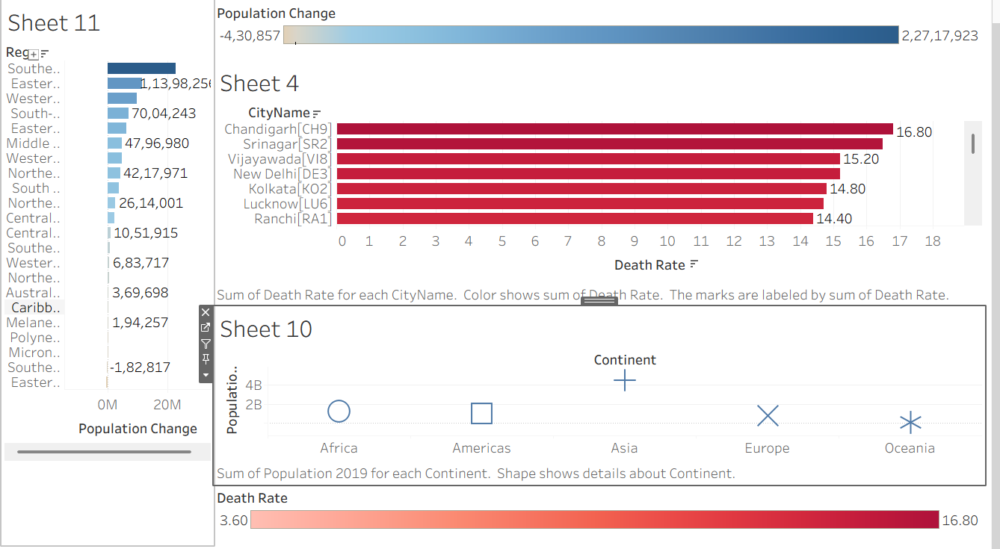 Sheet 11
Reg
Southe..
Easter.. 1,13,98,256
Wester..
South-.. 70,04,243
Easter..
Middle .. 47,96,980
Wester..
Northe.. 42,17,971
South ..
Northe.. 26,14,001
Central..
Central.. 10,51,915
Southe..
Wester.. 6,83,717
Northe..
Austral.. 3,69,698
Caribb..
Melane.. 1,94,257
Polyne..
Micron..
Southe.. -1,82,817
Easter..
0M 20M
Population Change
Population Change
-4,30,857 2,27,17,923
Sheet 4
CityName
Chandigarh[CH9] 16.80
Srinagar[SR2]
Vijayawada[VI8] 15.20
New Delhi[DE3]
Kolkata[KO2] 14.80
Lucknow[LU6]
Ranchi[RA1] 14.40
0 1 2 3 4 5 6 7 8 9 10 11 12 13 14 15 16 17 18
Death Rate
Sum of Death Rate for each CityName. Color shows sum of Death Rate. The marks are labeled by sum of Death Rate.
Sheet 10
Continent
Populatio..
4B
2B
Africa Americas Asia Europe Oceania
Sum of Population 2019 for each Continent. Shape shows details about Continent.
Death Rate
3.60 16.80